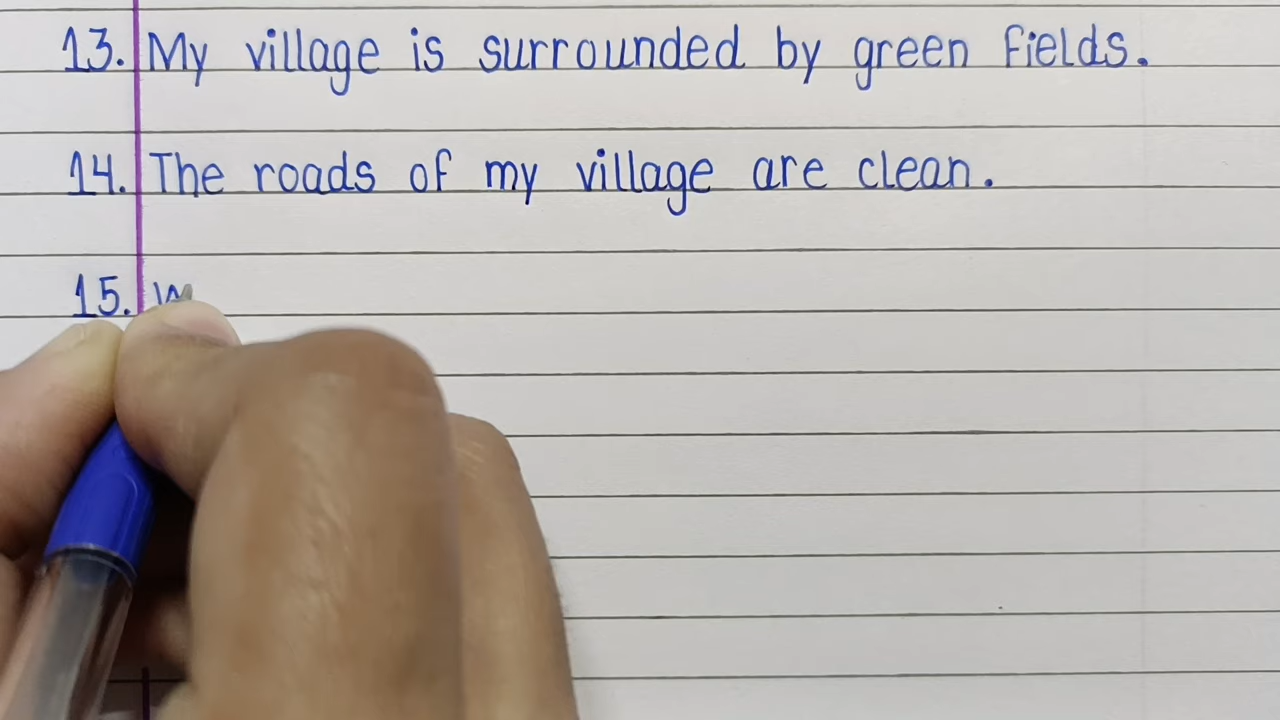 13. My village is surrounded by green fields.
14. The roads of my village are clean.
15.